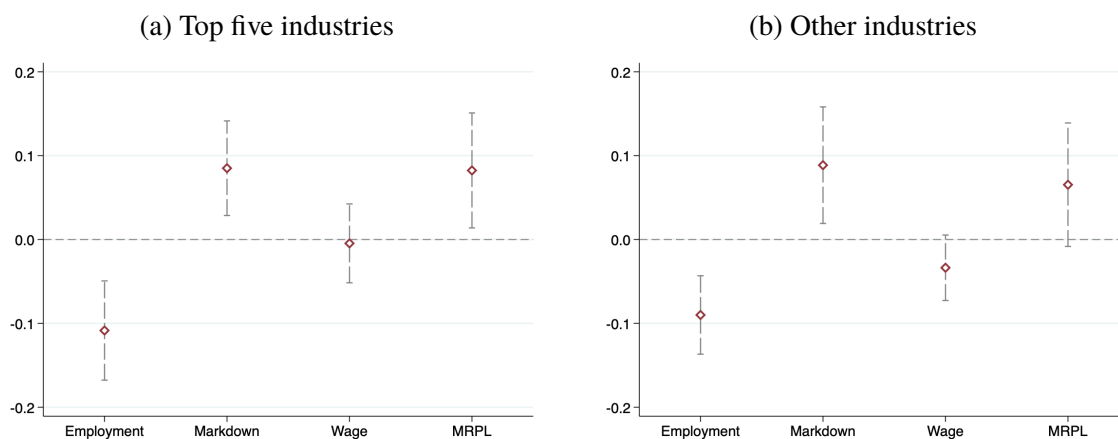 (a) Top five industries
0.2
0.1
0.0
-0.1
-0.2
Employment Markdown Wage MRPL
(b) Other industries
0.2
0.1
0.0
-0.1
-0.2
Employment Markdown Wage MRPL